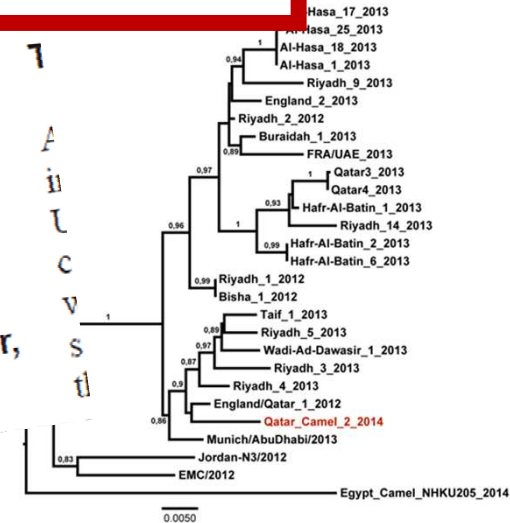 Hasa_17_2013
Al-Hasa_25_2013
1
Al-Hasa_18_2013
0,94
Al-Hasa_1_2013
Riyadh_9_2013
England_2_2013
Riyadh_2_2012
Buraidah_1_2013
0,89
FRA/UAE_2013
0,97
1
Qatar3_2013
Qatar4_2013
0,93
Hafr-Al-Batin_1_2013
Riyadh_14_2013
0,96
1
Hafr-Al-Batin_2_2013
0,99
Hafr-Al-Batin_6_2013
0,99
Riyadh_1_2012
Bisha_1_2012
1
Taif_1_2013
0,89
Riyadh_5_2013
0,97
Wadi-Ad-Dawasir_1_2013
0,87
Riyadh_3_2013
0,9
Riyadh_4_2013
England/Qatar_1_2012
0,86
Qatar_Camel_2_2014
Munich/AbuDhabi/2013
0,83
Jordan-N3/2012
EMC/2012
Egypt_Camel_NHKU205_2014
0.0050
r,
in
U
c
v
s